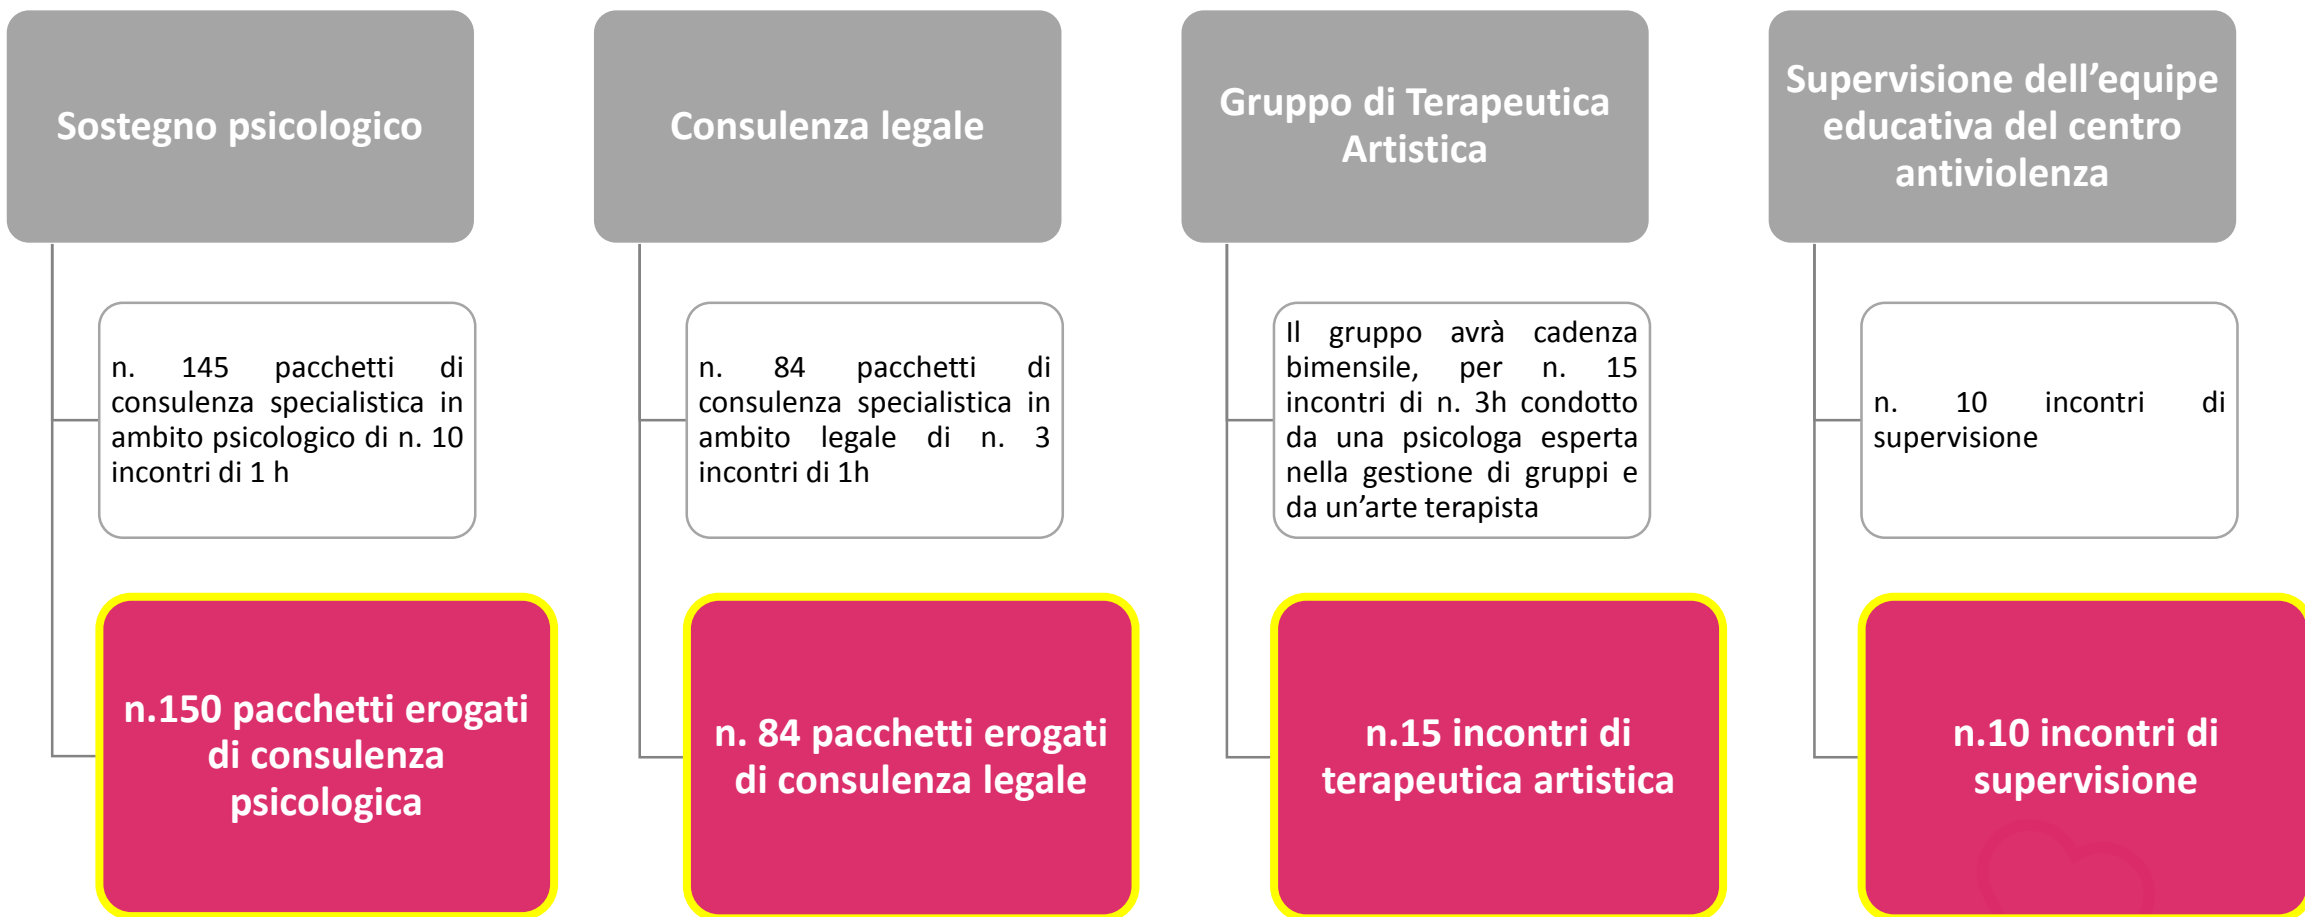 Sostegno psicologico
n. 145 pacchetti di
consulenza specialistica in
ambito psicologico di n. 10
incontri di 1 h
n.150 pacchetti erogati
di consulenza
psicologica
Consulenza legale
n. 84 pacchetti di
consulenza specialistica in
ambito legale di n. 3
incontri di 1h
n. 84 pacchetti erogati
di consulenza legale
Gruppo di Terapeutica
Artistica
Il gruppo avrà cadenza
bimensile, per n. 15
incontri di n. 3h condotto
da una psicologa esperta
nella gestione di gruppi e
da un’arte terapista
n.15 incontri di
terapeutica artistica
Supervisione dell’equipe
educativa del centro
antiviolenza
n. 10 incontri di
supervisione
n.10 incontri di
supervisione